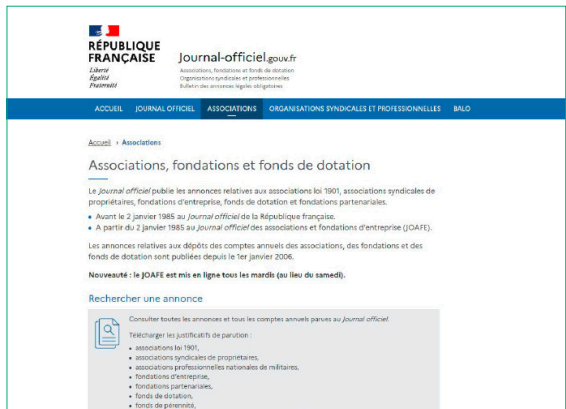 RÉPUBLIQUE
FRANÇAISE
Liberté
Égalité
Fraternité
Journal-officiel.gouv.fr
Associations, fondations et fonds de dotation
Organisations syndicales et professionnelles
Bulletin des annonces légales obligatoires
ACCUEIL JOURNAL OFFICIEL ASSOCIATIONS ORGANISATIONS SYNDICALES ET PROFESSIONNELLES BALO
Accueil > Associations
Associations, fondations et fonds de dotation
Le Journal officiel publie les annonces relatives aux associations loi 1901, associations syndicales de
propriétaires, fondations d'entreprise, fonds de dotation et fondations partenariales.
• Avant le 2 janvier 1985 au Journal officiel de la République française.
• A partir du 2 janvier 1985 au Journal officiel des associations et fondations d'entreprise (JOAFE).
Les annonces relatives aux dépôts des comptes annuels des associations, des fondations et des
fonds de dotation sont publiées depuis le 1er janvier 2006.
Nouveauté : le JOAFE est mis en ligne tous les mardis (au lieu du samedi).
Rechercher une annonce
Consulter toutes les annonces et tous les comptes annuels parues au Journal officiel.
Télécharger les justificatifs de parution :
• associations loi 1901,
• associations syndicales de propriétaires,
• associations professionnelles nationales de militaires,
• fondations d'entreprise,
• fondations partenariales,
• fonds de dotation,
• fonds de pérennité,